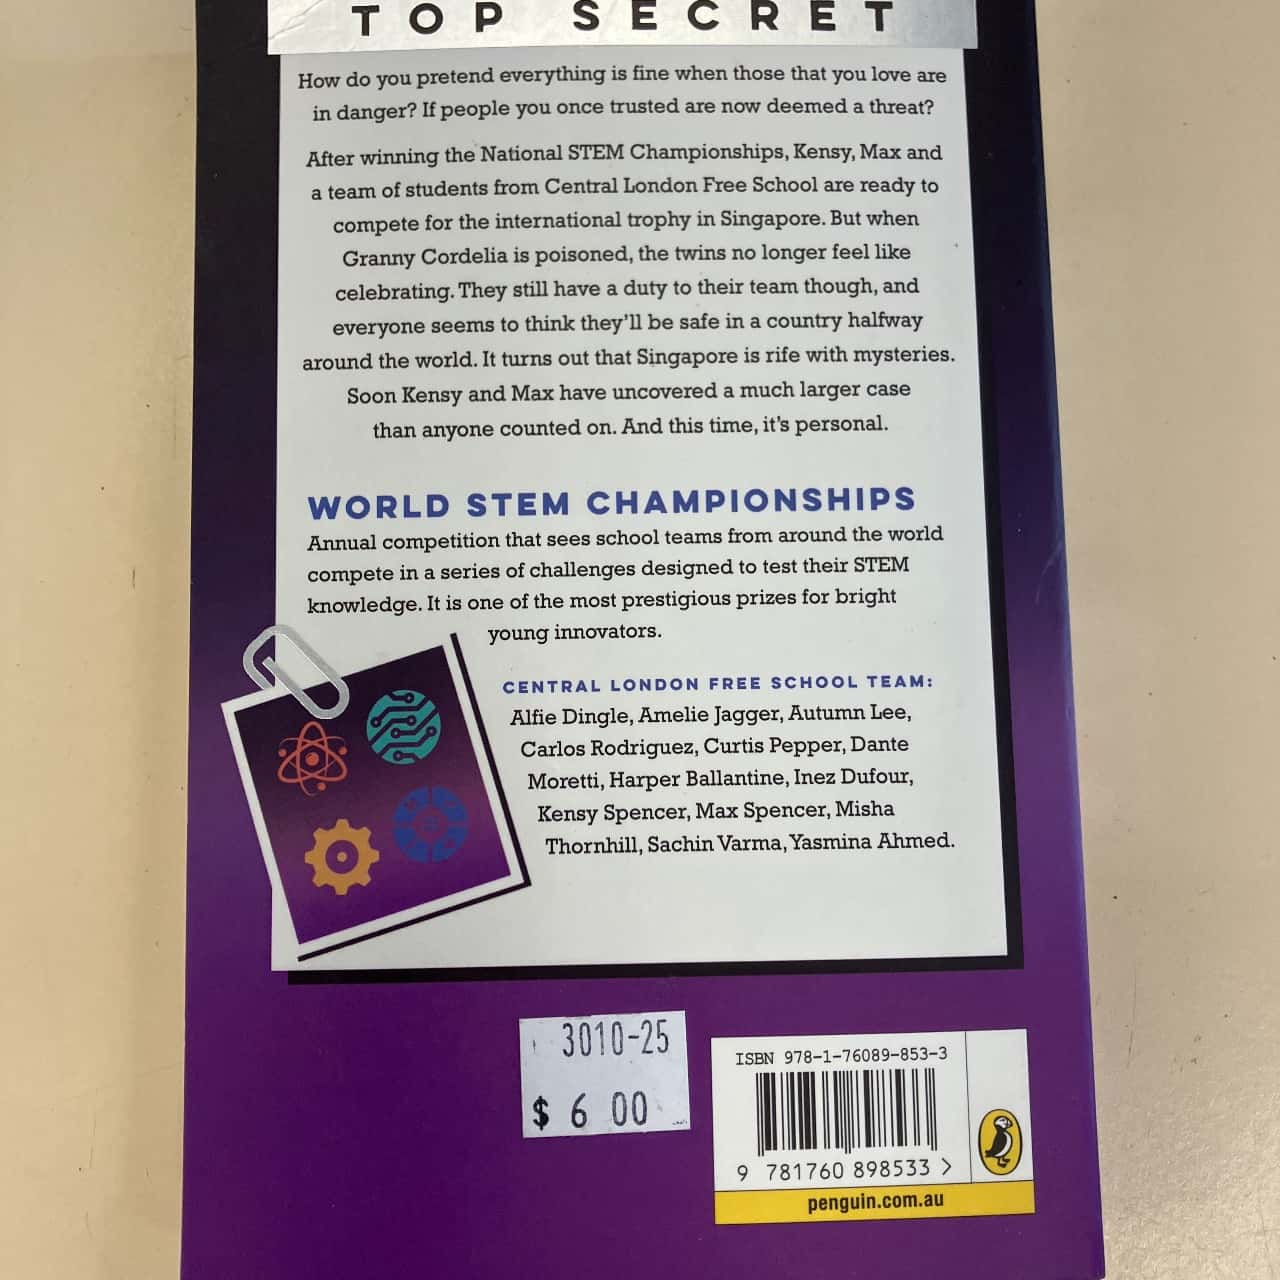 TOP SECRET
How do you pretend everything is fine when those that you love are
in danger? If people you once trusted are now deemed a threat?
After winning the National STEM Championships, Kensy, Max and
a team of students from Central London Free School are ready to
compete for the international trophy in Singapore. But when
Granny Cordelia is poisoned, the twins no longer feel like
celebrating. They still have a duty to their team though, and
everyone seems to think they'll be safe in a country halfway
around the world. It turns out that Singapore is rife with mysteries.
Soon Kensy and Max have uncovered a much larger case
than anyone counted on. And this time, it's personal.
WORLD STEM CHAMPIONSHIPS
Annual competition that sees school teams from around the world
compete in a series of challenges designed to test their STEM
knowledge. It is one of the most prestigious prizes for bright
young innovators.
CENTRAL LONDON FREE SCHOOL TEAM:
Alfie Dingle, Amelie Jagger, Autumn Lee,
Carlos Rodriguez, Curtis Pepper, Dante
Moretti, Harper Ballantine, Inez Dufour,
Kensy Spencer, Max Spencer, Misha
Thornhill, Sachin Varma, Yasmina Ahmed.
3010-25
$ 6 00
ISBN 978-1-76089-853-3
9 781760 898533 >
penguin.com.au